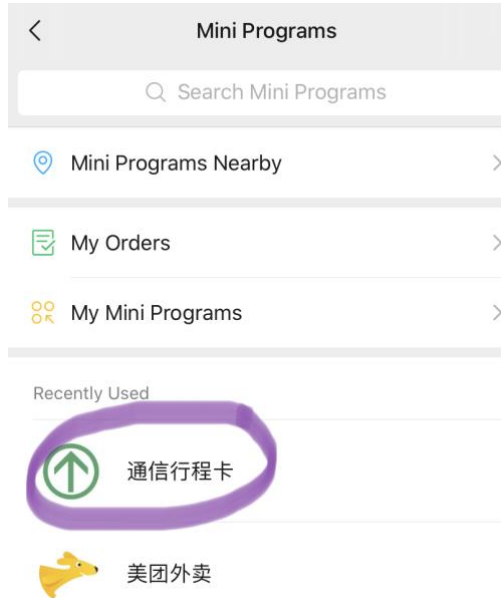 Mini Programs
Search Mini Programs
Mini Programs Nearby
My Orders
My Mini Programs
Recently Used
通信行程卡
美团外卖